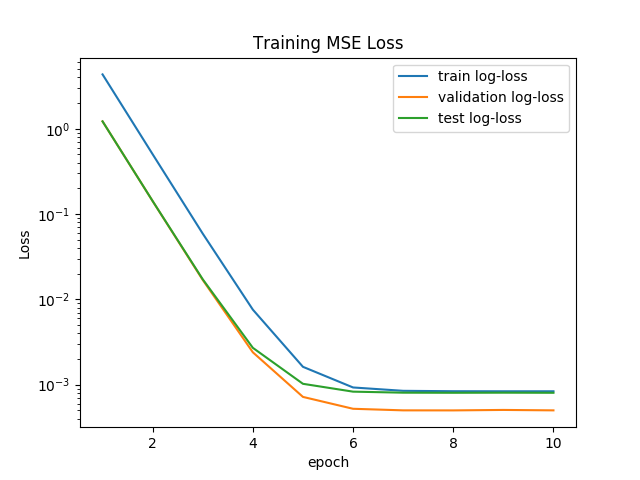 Training MSE Loss
train log-loss
validation log-loss
test log-loss
Loss
10⁰
10⁻¹
10⁻²
10⁻³
2 4 6 8 10
epoch